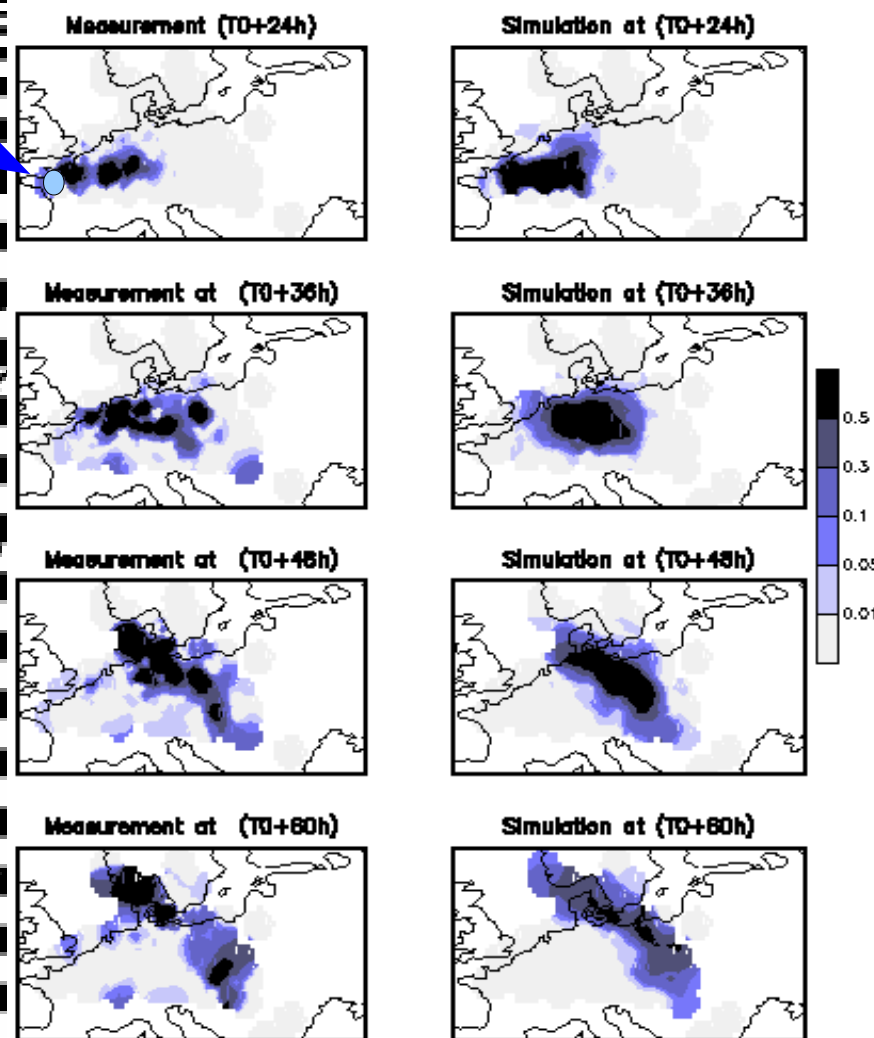 Measurement (T0+24h)
Simulation at (T0+24h)
Measurement at (T0+36h)
Simulation at (T0+36h)
0.5
0.3
0.1
0.05
0.01
Measurement at (T0+48h)
Simulation at (T0+48h)
Measurement at (T0+60h)
Simulation at (T0+60h)